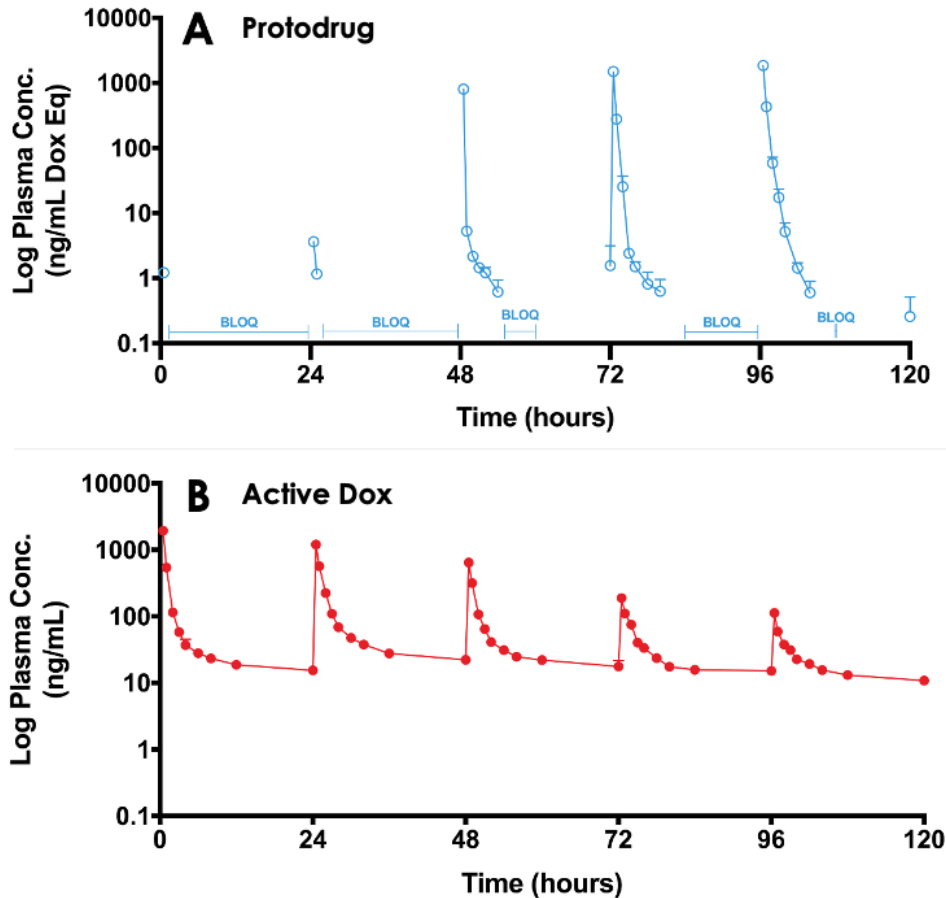 A Protodrug
Log Plasma Conc.
(ng/mL Dox Eq)
10000
1000
100
10
1
0.1
BLOQ
BLOQ
BLOQ
BLOQ
BLOQ
0 24 48 72 96 120
Time (hours)
B Active Dox
Log Plasma Conc.
(ng/mL)
10000
1000
100
10
1
0.1
0 24 48 72 96 120
Time (hours)